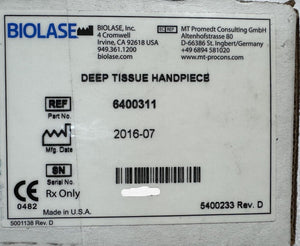 BIOLASE
BIOLASE, Inc.
4 Cromwell
Irvine, CA 92618 USA
949.361.1200
biolase.com
EC REP
MT Promedt Consulting GmbH
Altenhofstrasse 80
D-66386 St. Ingbert/Germany
+49 6894 581020
www.mt-procons.com
DEEP TISSUE HANDPIECE
REF 6400311
Part No.
2016-07
Mfg. Date
SN
Serial No.
CE Rx Only
0482
Made in U.S.A.
5400233 Rev. D
5001138 Rev. D